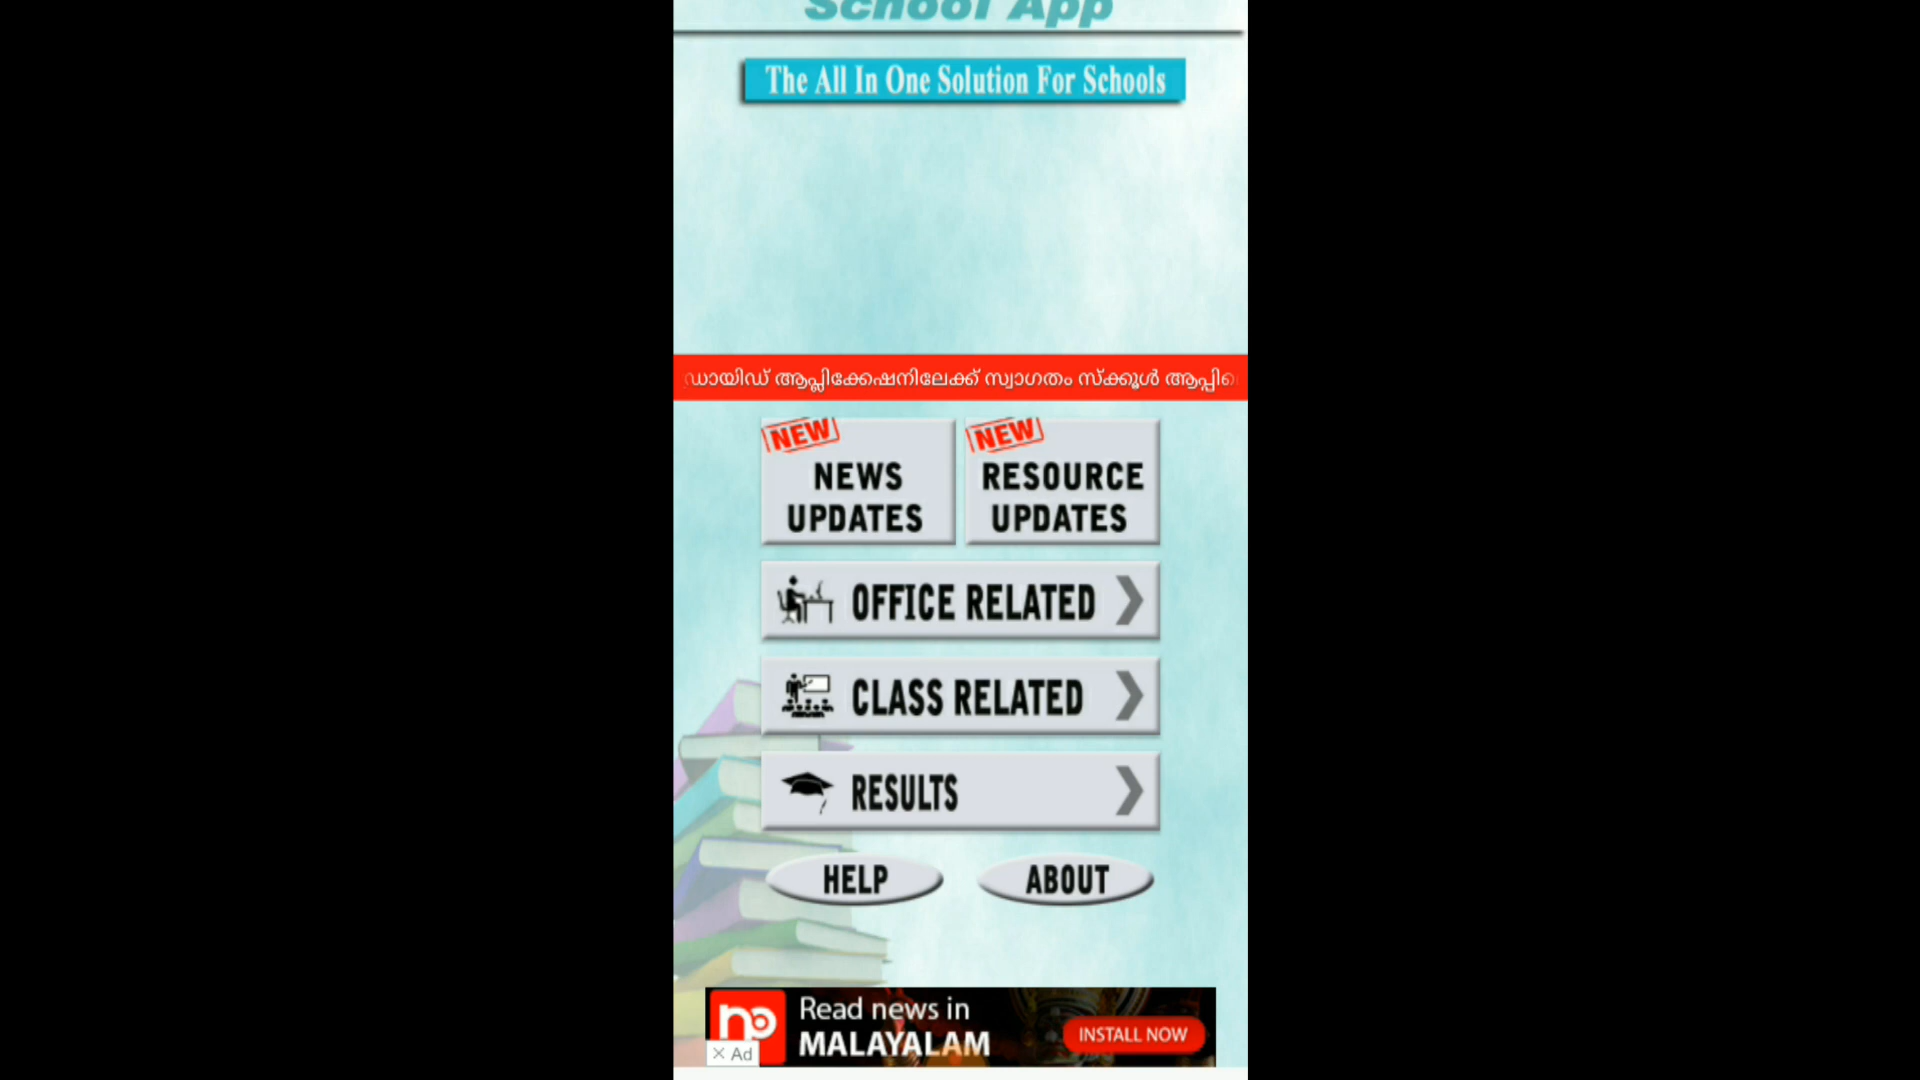 School App
The All In One Solution For Schools
ഡ്രായിഡ് ആപ്ലിക്കേഷനിലേക്ക് സ്വാഗതം സ്ക്കൂൾ
NEW
NEWS
UPDATES
NEW
RESOURCE
UPDATES
OFFICE RELATED
CLASS RELATED
RESULTS
HELP
ABOUT
Read news in
MALAYALAM
INSTALL NOW
Ad